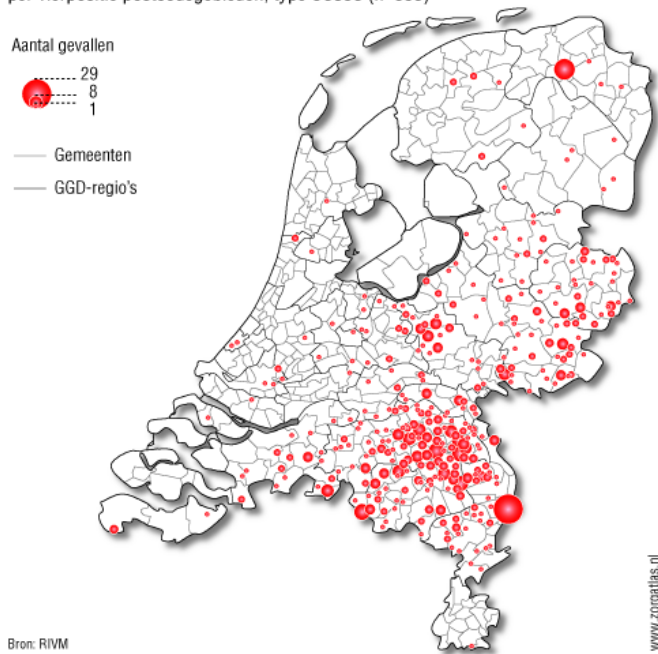 Aantal gevallen
29
8
1
Gemeenten
GGD-regio's
Bron: RIVM
www.zorgatlas.nl